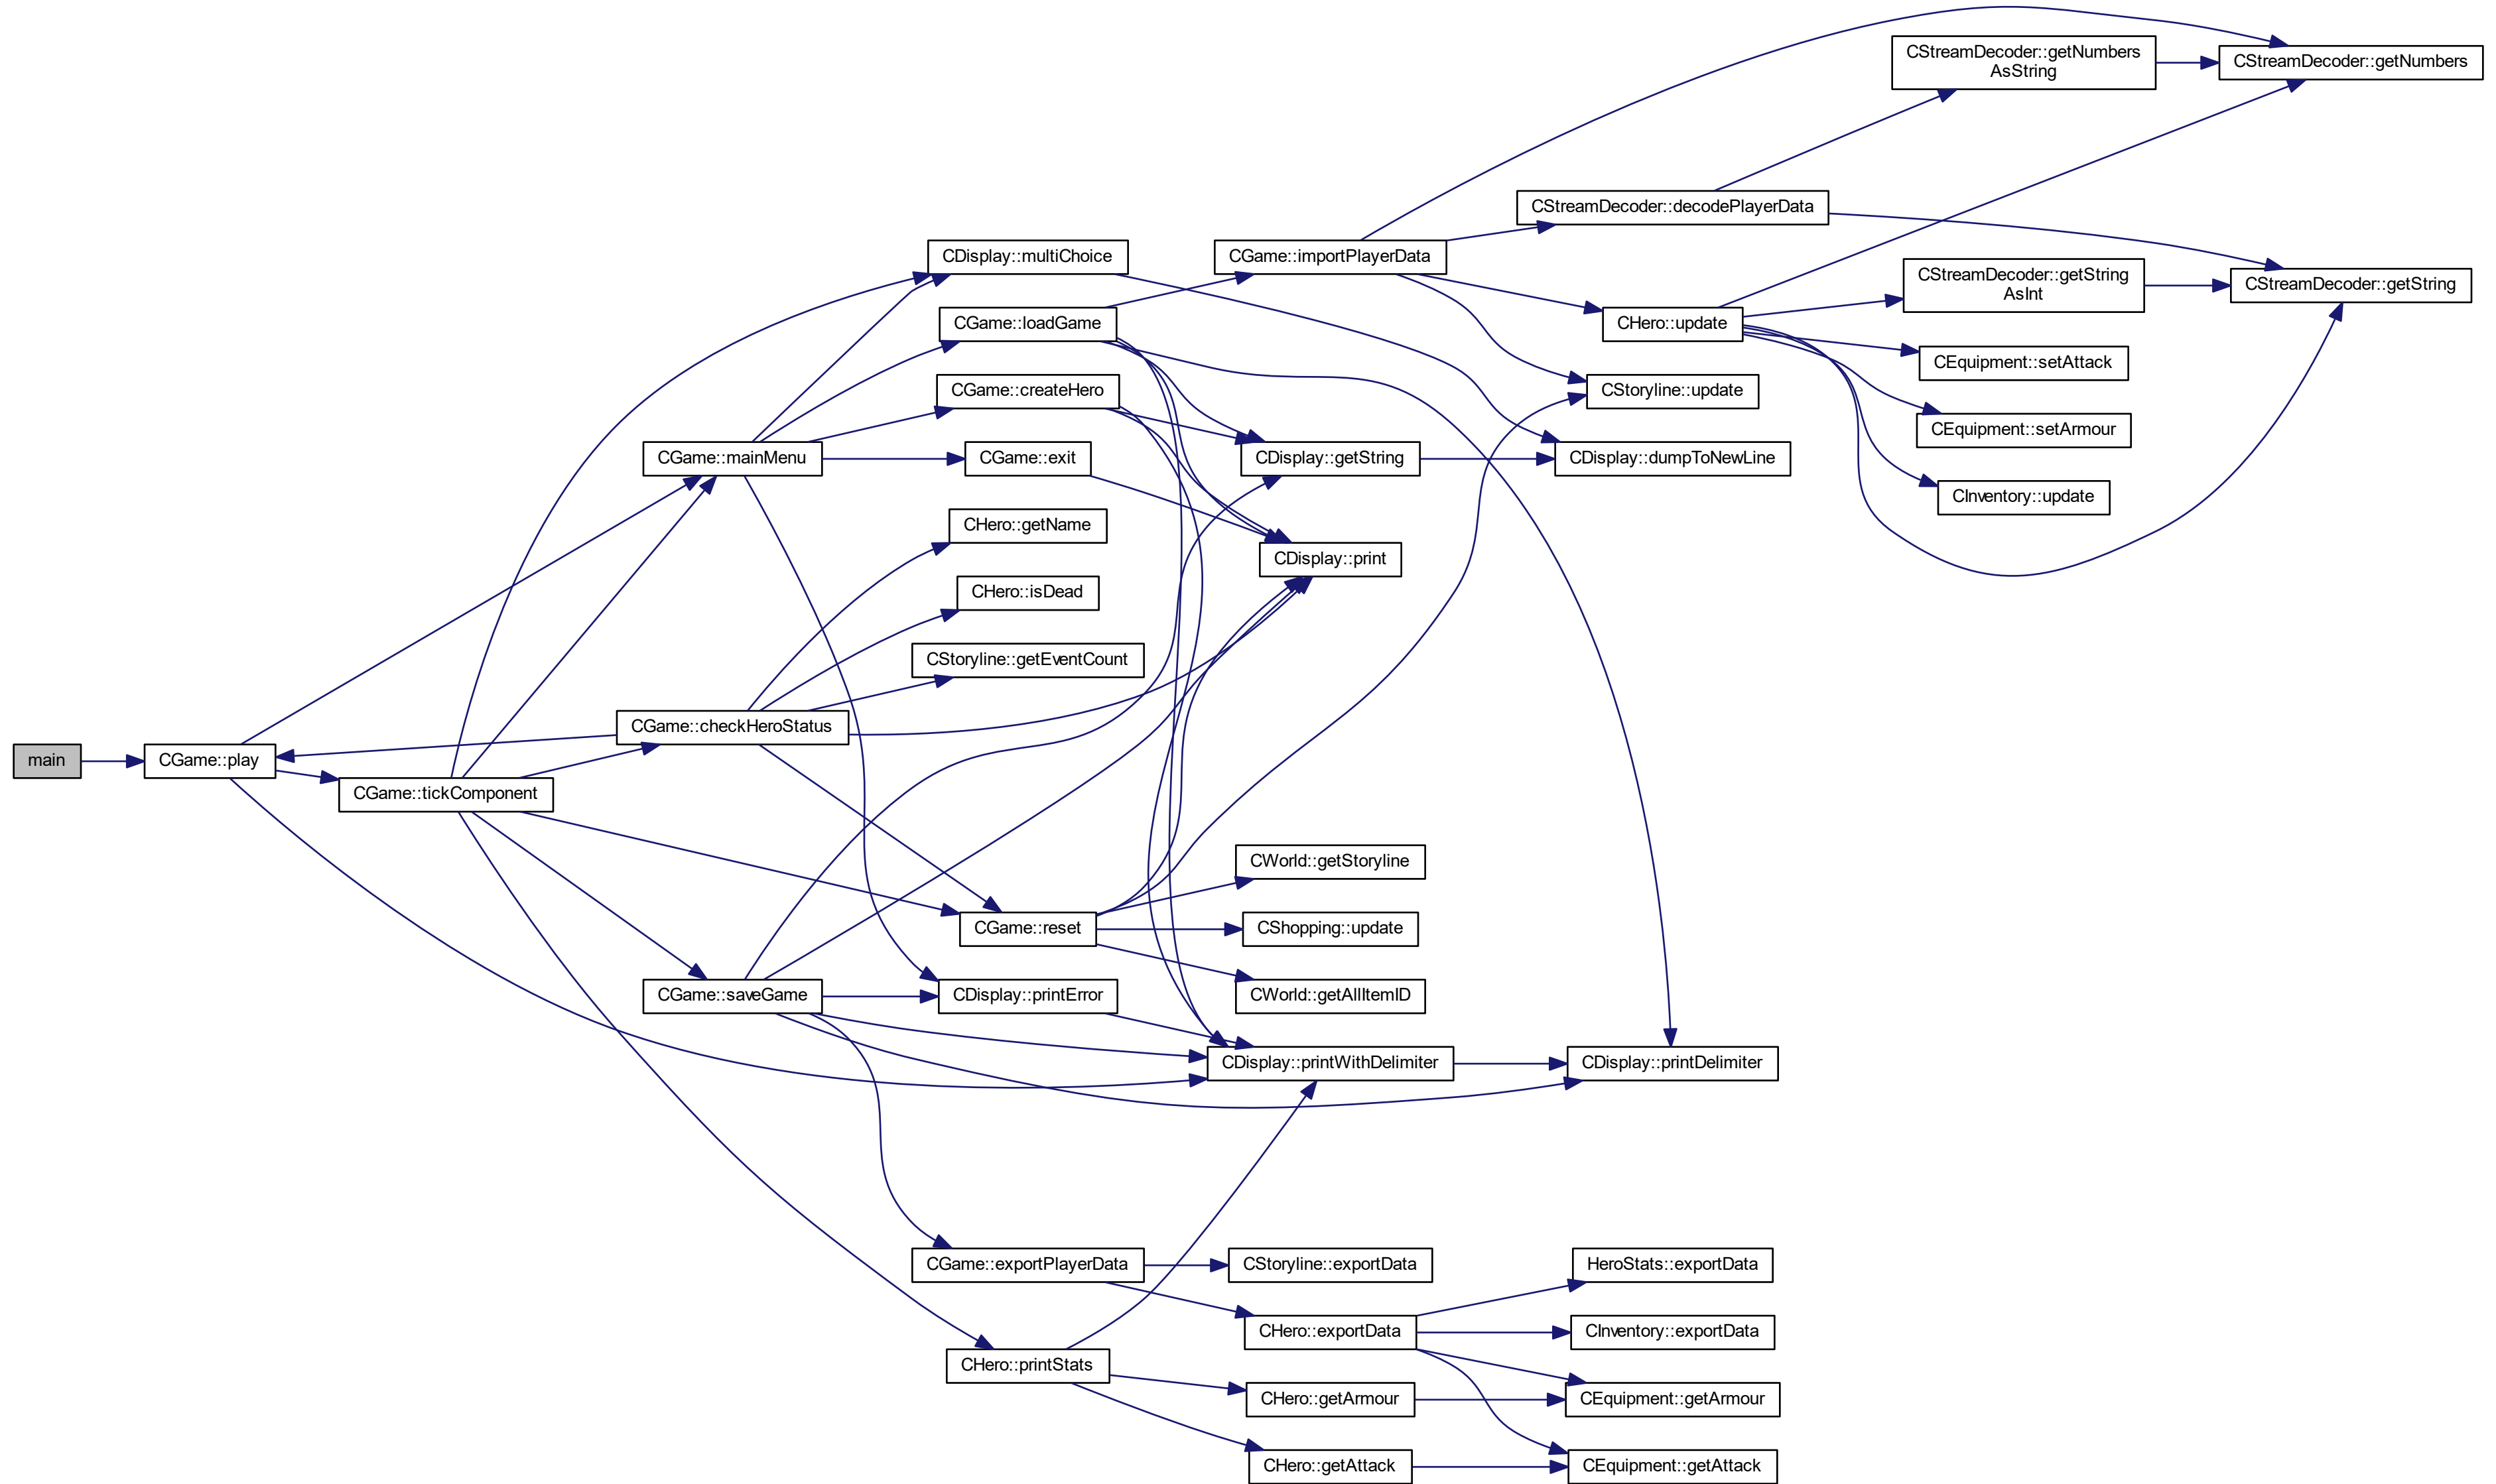 main
CGame::play
CGame::tickComponent
CGame::mainMenu
CGame::checkHeroStatus
CGame::saveGame
CDisplay::multiChoice
CGame::loadGame
CGame::createHero
CGame::exit
CHero::getName
CHero::isDead
CStoryline::getEventCount
CGame::reset
CDisplay::printError
CGame::exportPlayerData
CHero::printStats
CGame::importPlayerData
CDisplay::getString
CDisplay::print
CWorld::getStoryline
CShopping::update
CWorld::getAllItemID
CDisplay::printWithDelimiter
CStoryline::exportData
CHero::exportData
CHero::getArmour
CHero::getAttack
CStreamDecoder::decodePlayerData
CHero::update
CStoryline::update
CDisplay::dumpToNewLine
CDisplay::printDelimiter
HeroStats::exportData
CInventory::exportData
CEquipment::getArmour
CEquipment::getAttack
CStreamDecoder::getNumbers
AsString
CStreamDecoder::getString
AsInt
CEquipment::setAttack
CEquipment::setArmour
CInventory::update
CStreamDecoder::getNumbers
CStreamDecoder::getString